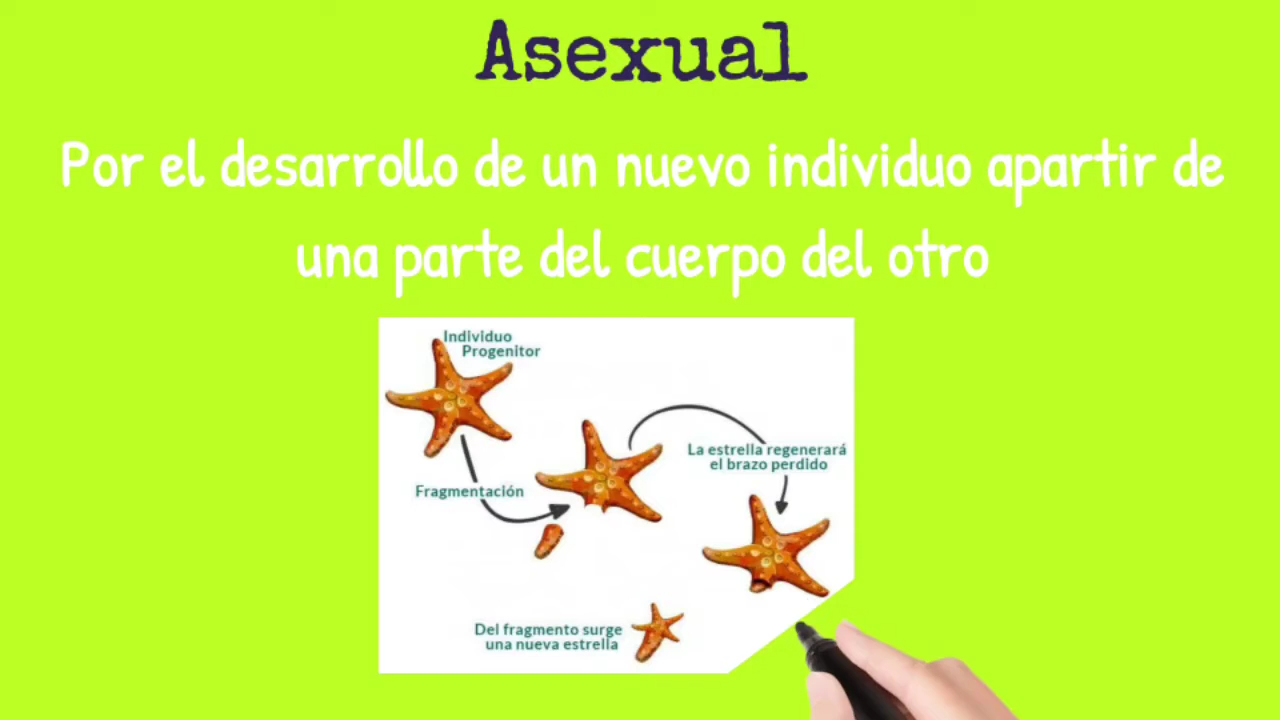 Asexual
Por el desarrollo de un nuevo individuo apartir de
una parte del cuerpo del otro
Individuo
Progenitor
La estrella regenerará
el brazo perdido
Fragmentación
Del fragmento surge
una nueva estrella